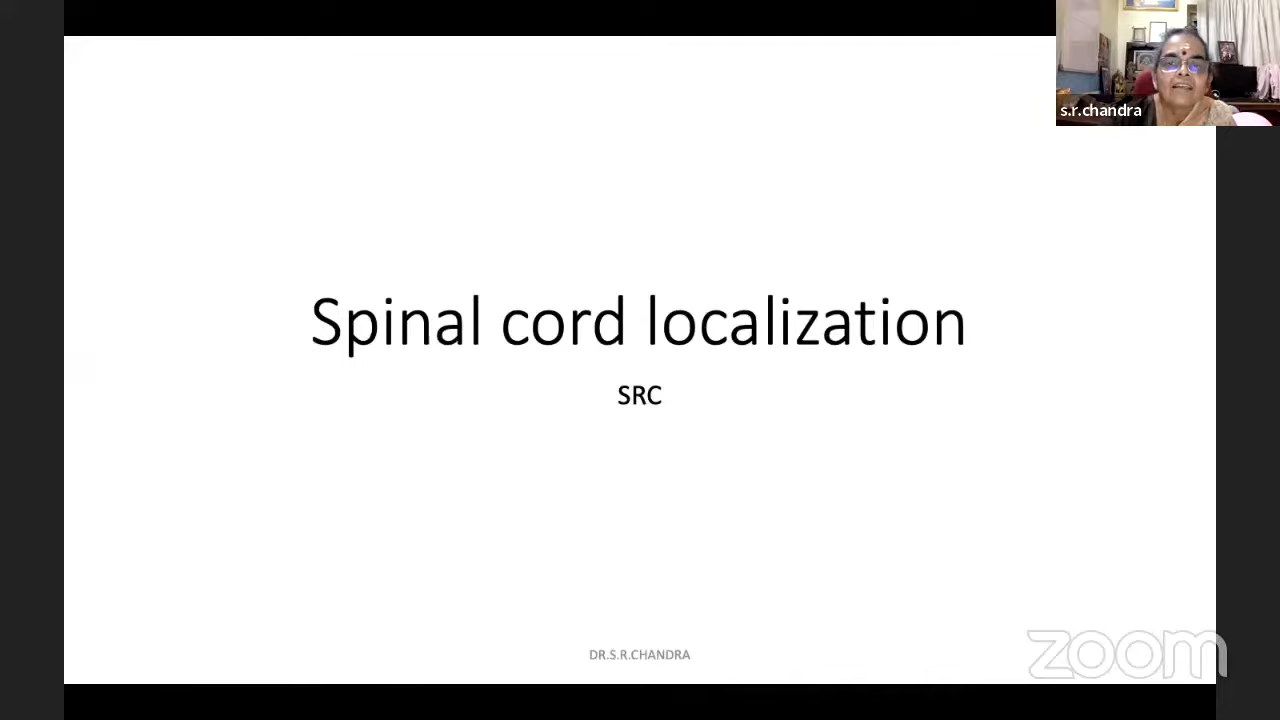 s.r.chandra
Spinal cord localization
SRC
DR.S.R.CHANDRA
zoom